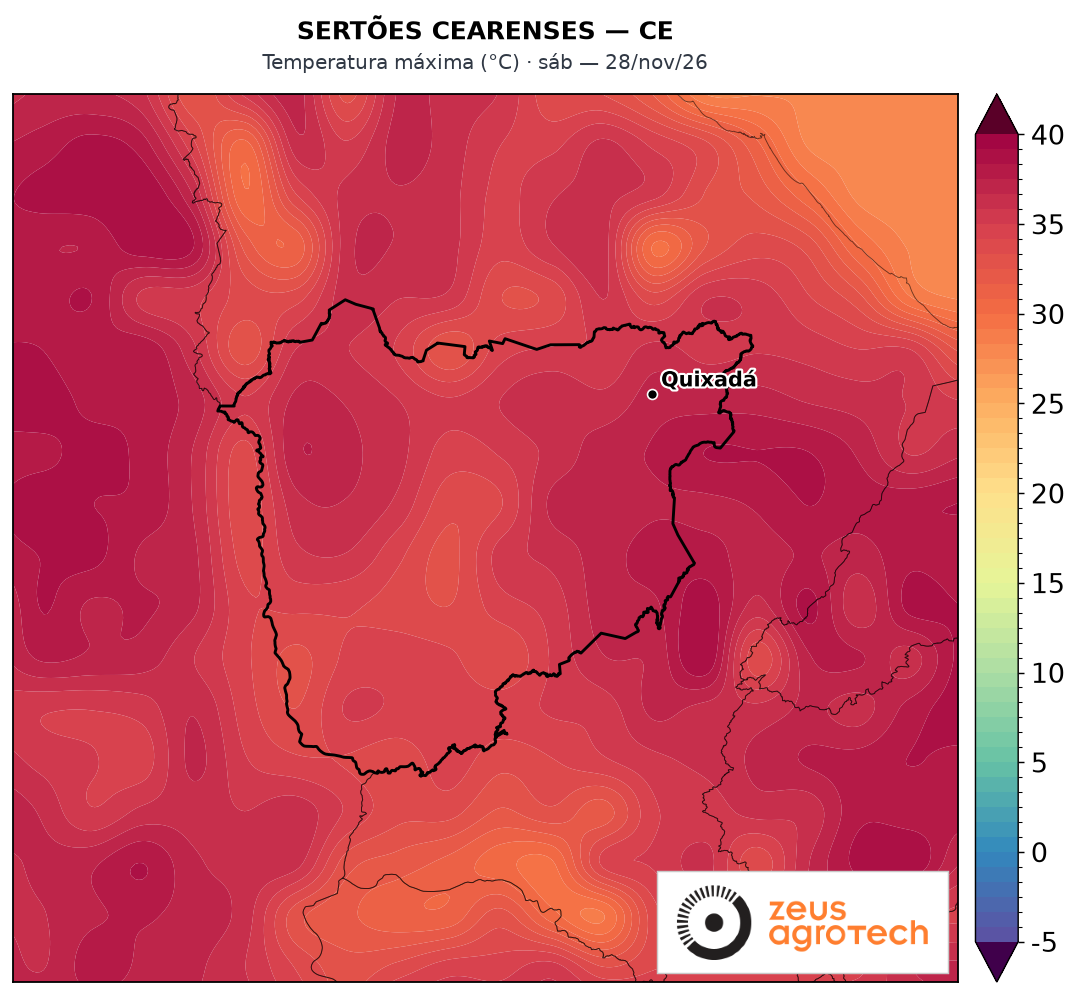 SERTÕES CEARENSES — CE
Temperatura máxima (°C) · sáb — 28/nov/26
40
35
30
25
20
15
10
5
0
-5
Quixadá
zeus
agrotech